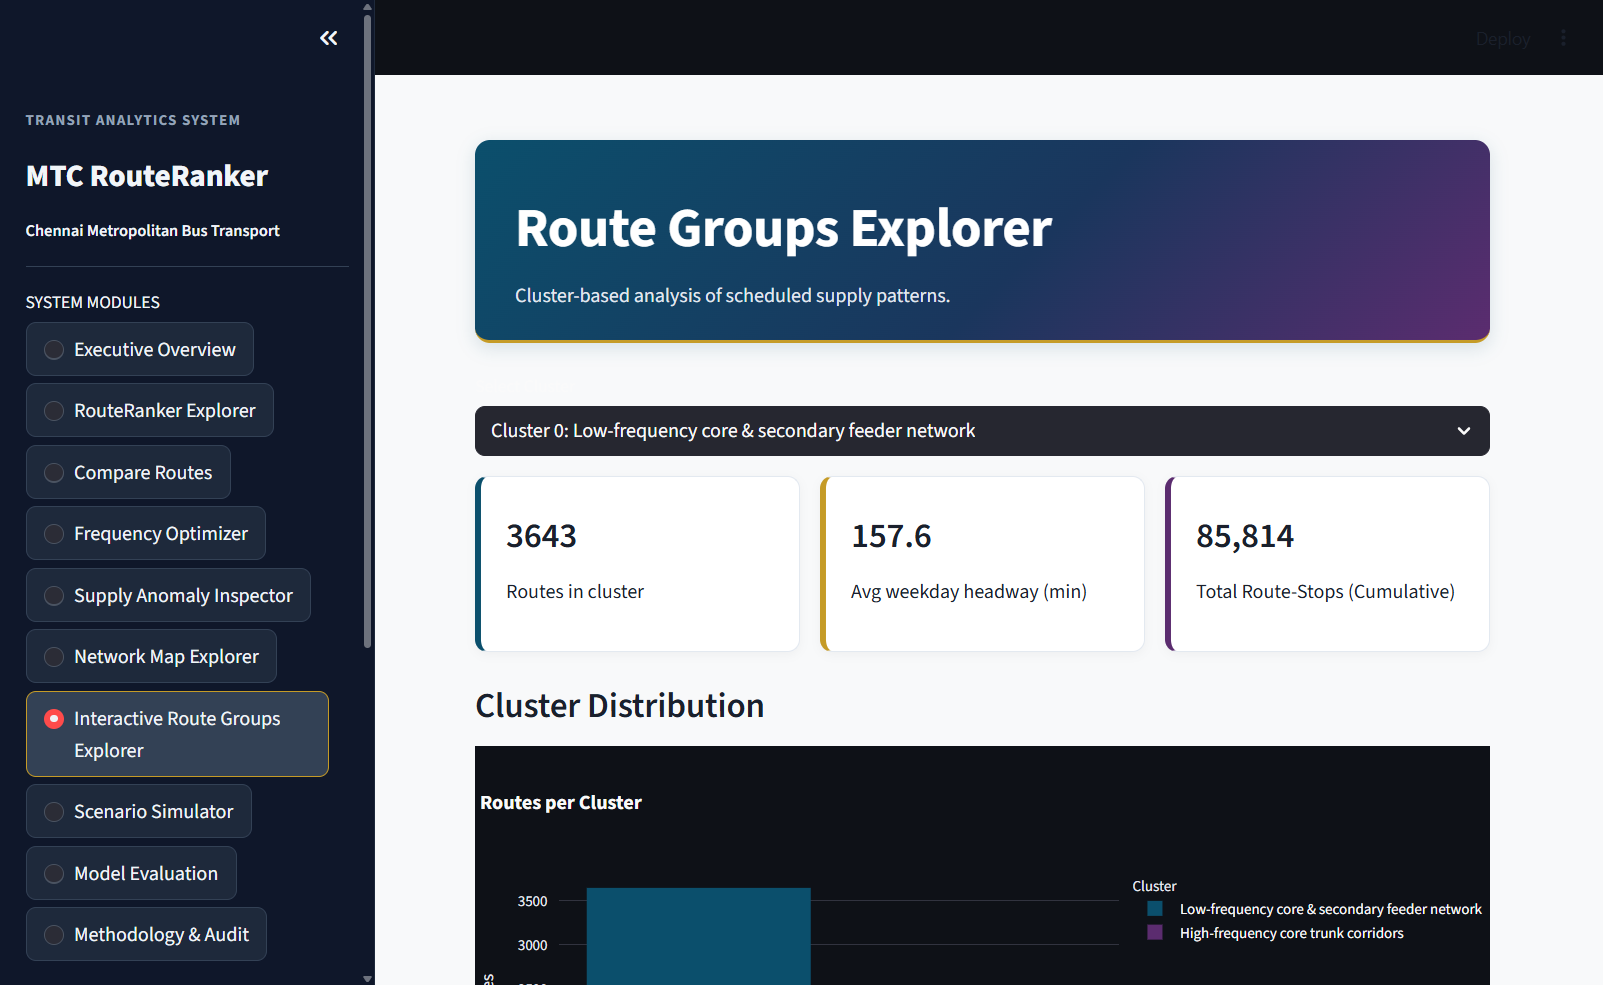 TRANSIT ANALYTICS SYSTEM
MTC RouteRanker
Chennai Metropolitan Bus Transport
SYSTEM MODULES
Executive Overview
RouteRanker Explorer
Compare Routes
Frequency Optimizer
Supply Anomaly Inspector
Network Map Explorer
Interactive Route Groups
Explorer
Scenario Simulator
Model Evaluation
Methodology & Audit
Deploy
Route Groups Explorer
Cluster-based analysis of scheduled supply patterns.
Cluster 0: Low-frequency core & secondary feeder network
3643
Routes in cluster
157.6
Avg weekday headway (min)
85,814
Total Route-Stops (Cumulative)
Cluster Distribution
Routes per Cluster
3500
3000
Cluster
Low-frequency core & secondary feeder network
High-frequency core trunk corridors